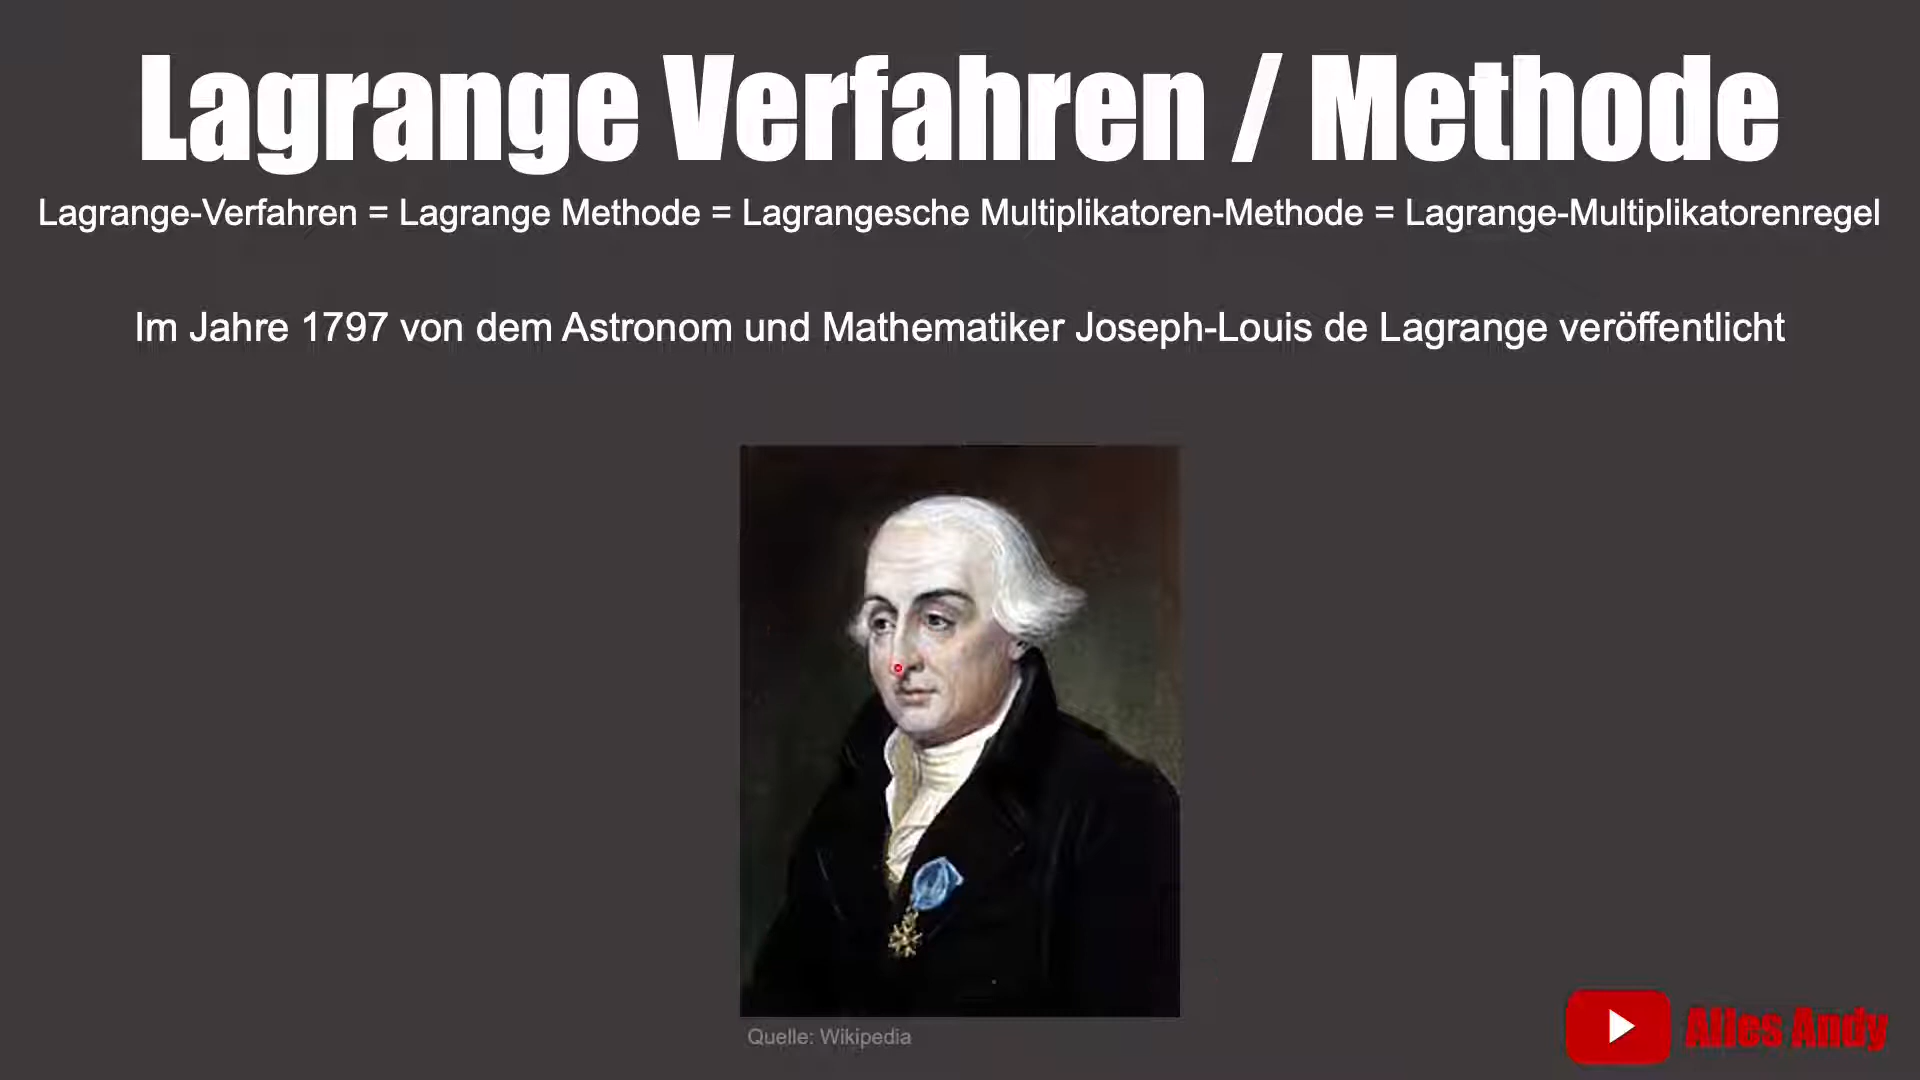 Lagrange Verfahren / Methode
Lagrange-Verfahren = Lagrange Methode = Lagrangesche Multiplikatoren-Methode = Lagrange-Multiplikatorenregel
Im Jahre 1797 von dem Astronom und Mathematiker Joseph-Louis de Lagrange veröffentlicht
Quelle: Wikipedia
Alles Andy